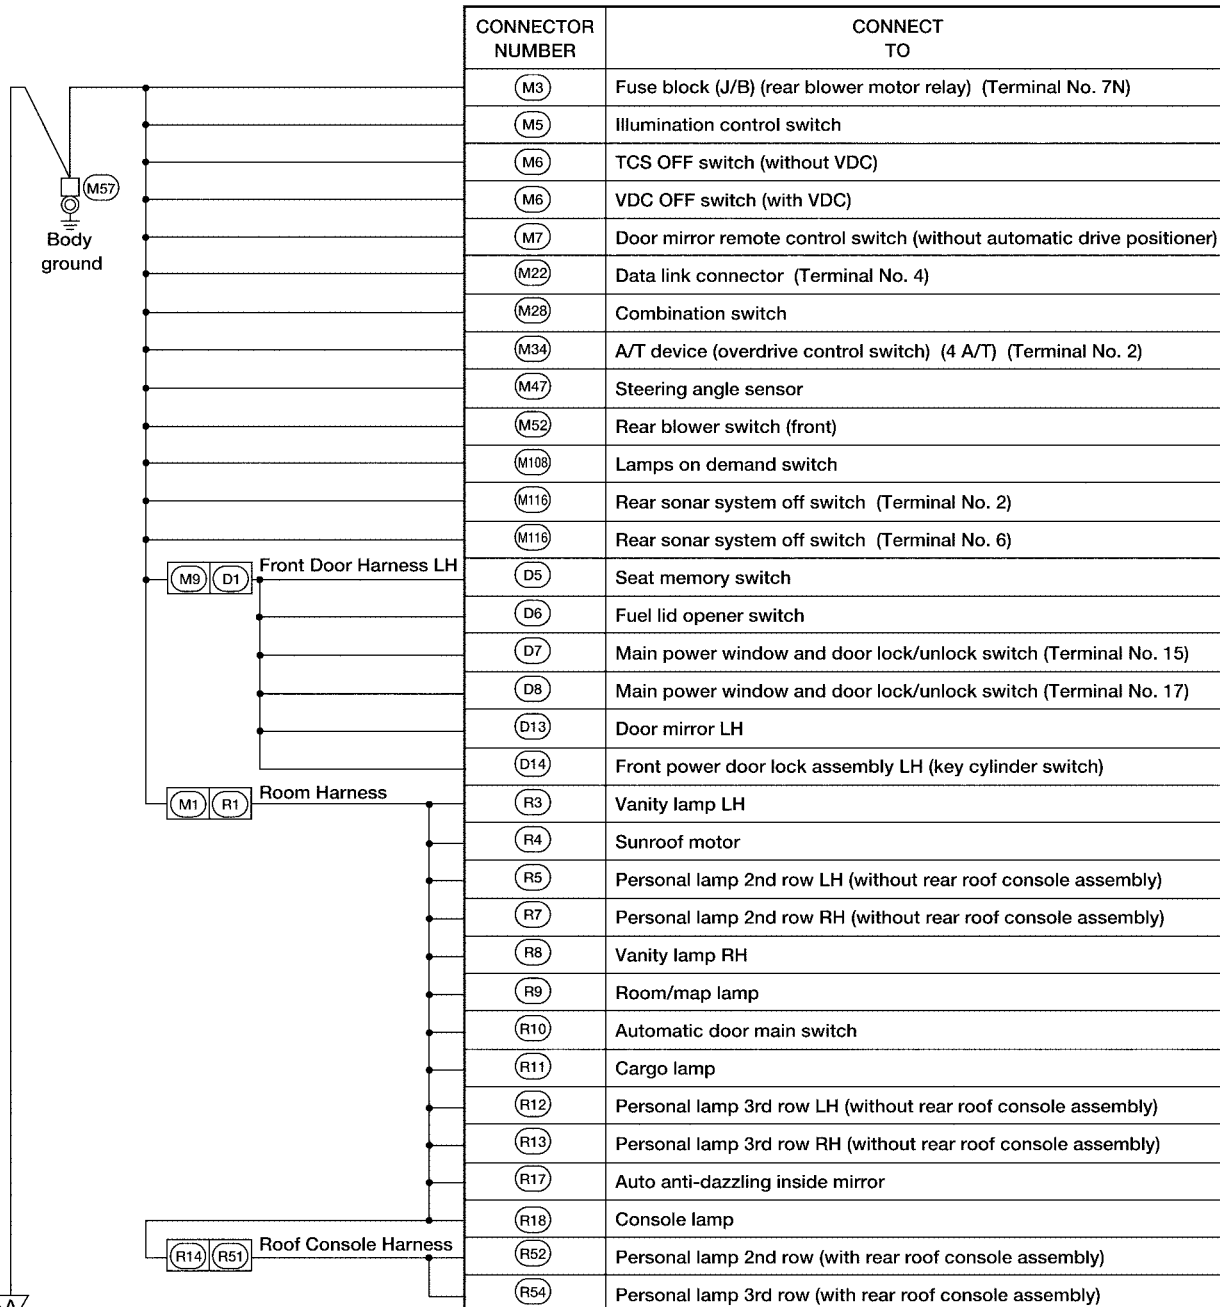 CONNECTOR NUMBER CONNECT TO
M3 Fuse block (J/B) (rear blower motor relay) (Terminal No. 7N)
M5 Illumination control switch
M6 TCS OFF switch (without VDC)
M57
M6 VDC OFF switch (with VDC)
Body ground
M7 Door mirror remote control switch (without automatic drive positioner)
M22 Data link connector (Terminal No. 4)
M28 Combination switch
M34 A/T device (overdrive control switch) (4 A/T) (Terminal No. 2)
M47 Steering angle sensor
M52 Rear blower switch (front)
M108 Lamps on demand switch
M116 Rear sonar system off switch (Terminal No. 2)
M116 Rear sonar system off switch (Terminal No. 6)
M9 D1 Front Door Harness LH D5 Seat memory switch
D6 Fuel lid opener switch
D7 Main power window and door lock/unlock switch (Terminal No. 15)
D8 Main power window and door lock/unlock switch (Terminal No. 17)
D13 Door mirror LH
D14 Front power door lock assembly LH (key cylinder switch)
M1 R1 Room Harness R3 Vanity lamp LH
R4 Sunroof motor
R5 Personal lamp 2nd row LH (without rear roof console assembly)
R7 Personal lamp 2nd row RH (without rear roof console assembly)
R8 Vanity lamp RH
R9 Room/map lamp
R10 Automatic door main switch
R11 Cargo lamp
R12 Personal lamp 3rd row LH (without rear roof console assembly)
R13 Personal lamp 3rd row RH (without rear roof console assembly)
R17 Auto anti-dazzling inside mirror
R18 Console lamp
R14 R51 Roof Console Harness R52 Personal lamp 2nd row (with rear roof console assembly)
R54 Personal lamp 3rd row (with rear roof console assembly)